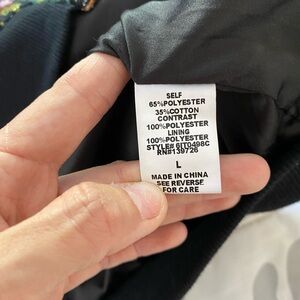 SELF
65%POLYESTER
35%COTTON
CONTRAST
100%POLYESTER
LINING
100%POLYESTER
STYLE# 6IT0498C
RN#139726
L
MADE IN CHINA
SEE REVERSE
FOR CARE